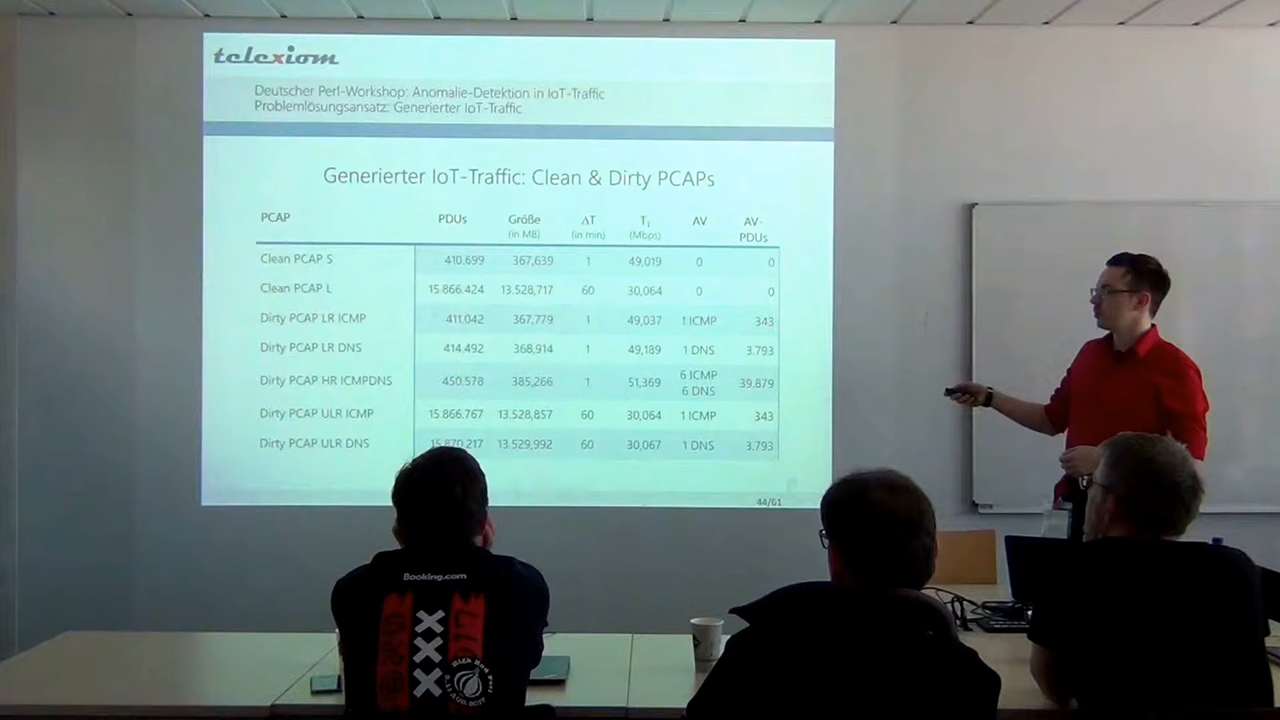 telexiom
Deutscher Perl-Workshop: Anomalie-Detektion in IoT-Traffic
Problemlösungsansatz: Generierter IoT-Traffic
Generierter IoT-Traffic: Clean & Dirty PCAPs
PCAP PDUs Größe ΔT T AV AV-
(in MB) (in min) (Mbps) PDUs
Clean PCAP S 410.699 367,639 1 49,019 0 0
Clean PCAP L 15.866.424 13.528,717 60 30,064 0 0
Dirty PCAP LR ICMP 411.042 367,779 1 49,037 1 ICMP 343
Dirty PCAP LR DNS 414.492 368,914 1 49,189 1 DNS 3.793
6 ICMP
Dirty PCAP HR ICMPDNS 450.578 385,266 1 51,369 39.879
6 DNS
Dirty PCAP ULR ICMP 15.866.767 13.528,857 60 30,064 1 ICMP 343
Dirty PCAP ULR DNS 15.870.217 13.529,992 60 30,067 1 DNS 3.793
44/61
Booking.com